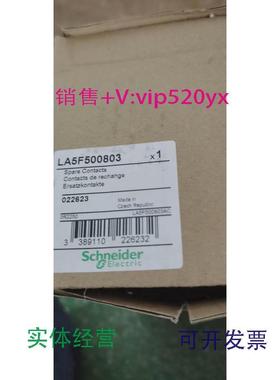 销售+V:vip520yx
LA5F500803 x1
Spare Contacts
Contacts de rechange
Ersatzkontakte
022623
Made in
Czech Republic
3 389110 226232
Schneider
Electric
实体经营 可开发票